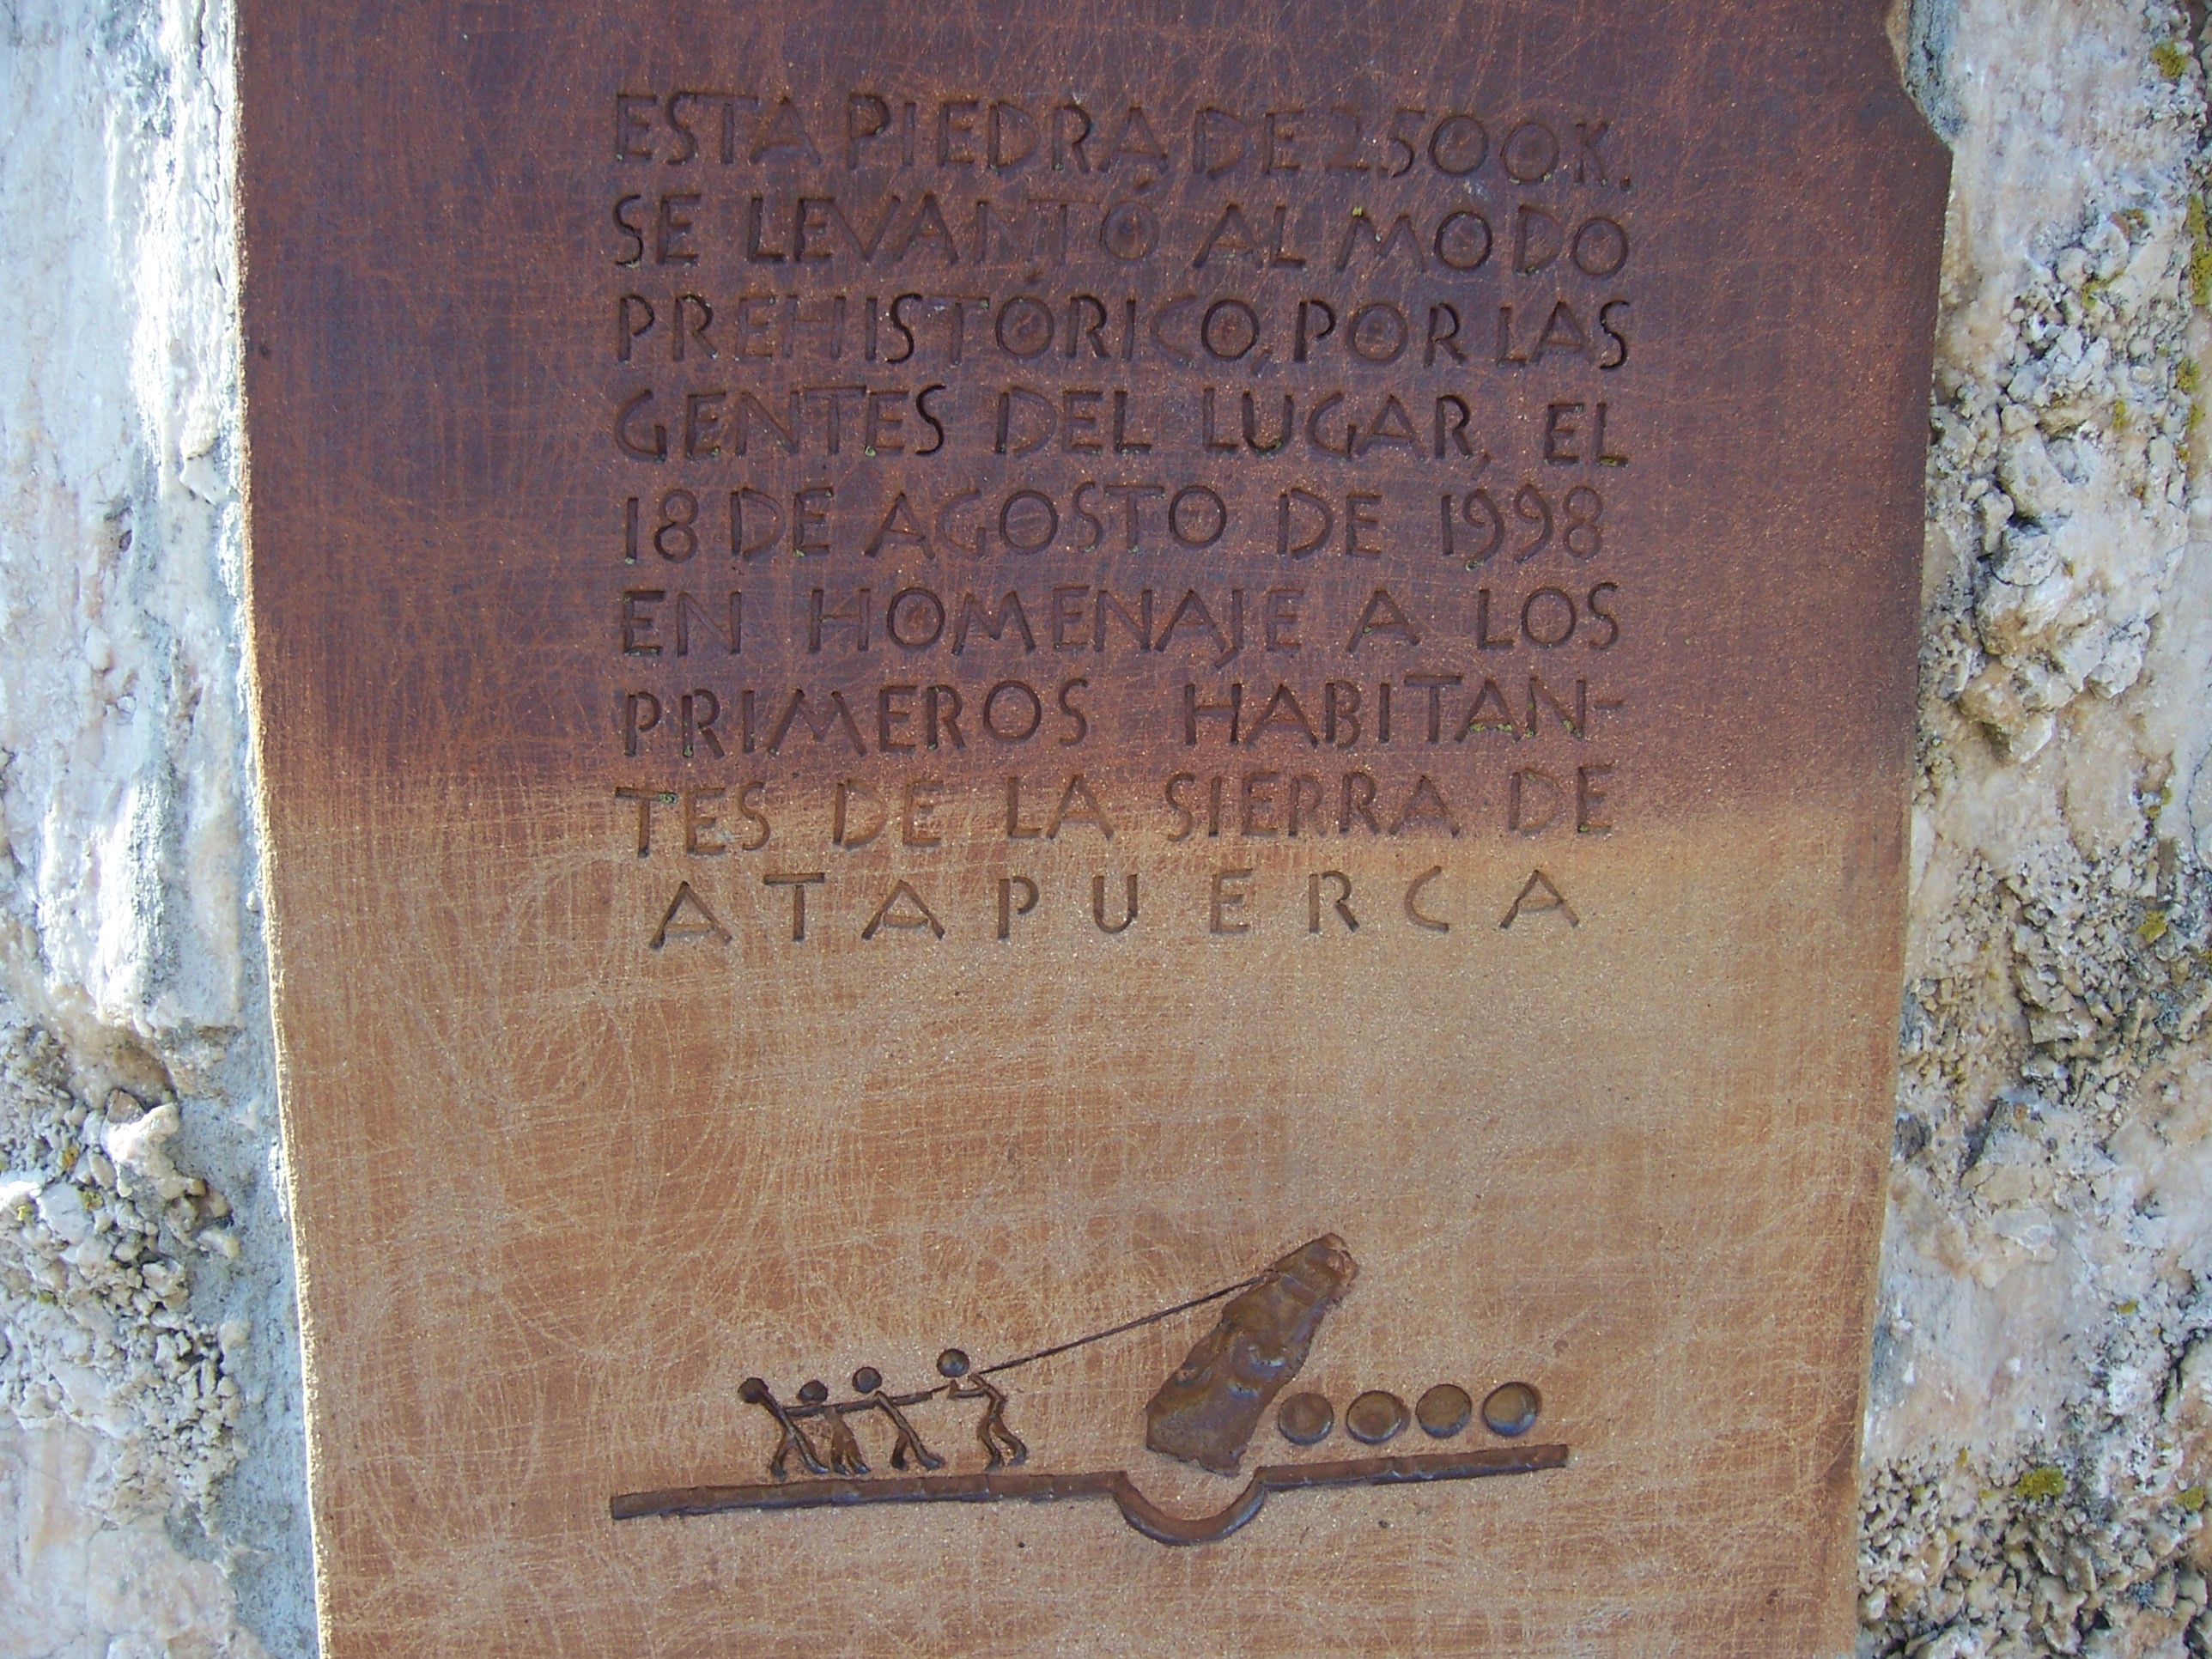 ESTA PIEDRA DE 2.500 K.
SE LEVANTÓ AL MODO
PREHISTÓRICO, POR LAS
GENTES DEL LUGAR, EL
18 DE AGOSTO DE 1998
EN HOMENAJE A LOS
PRIMEROS HABITAN-
TES DE LA SIERRA DE
ATAPUERCA